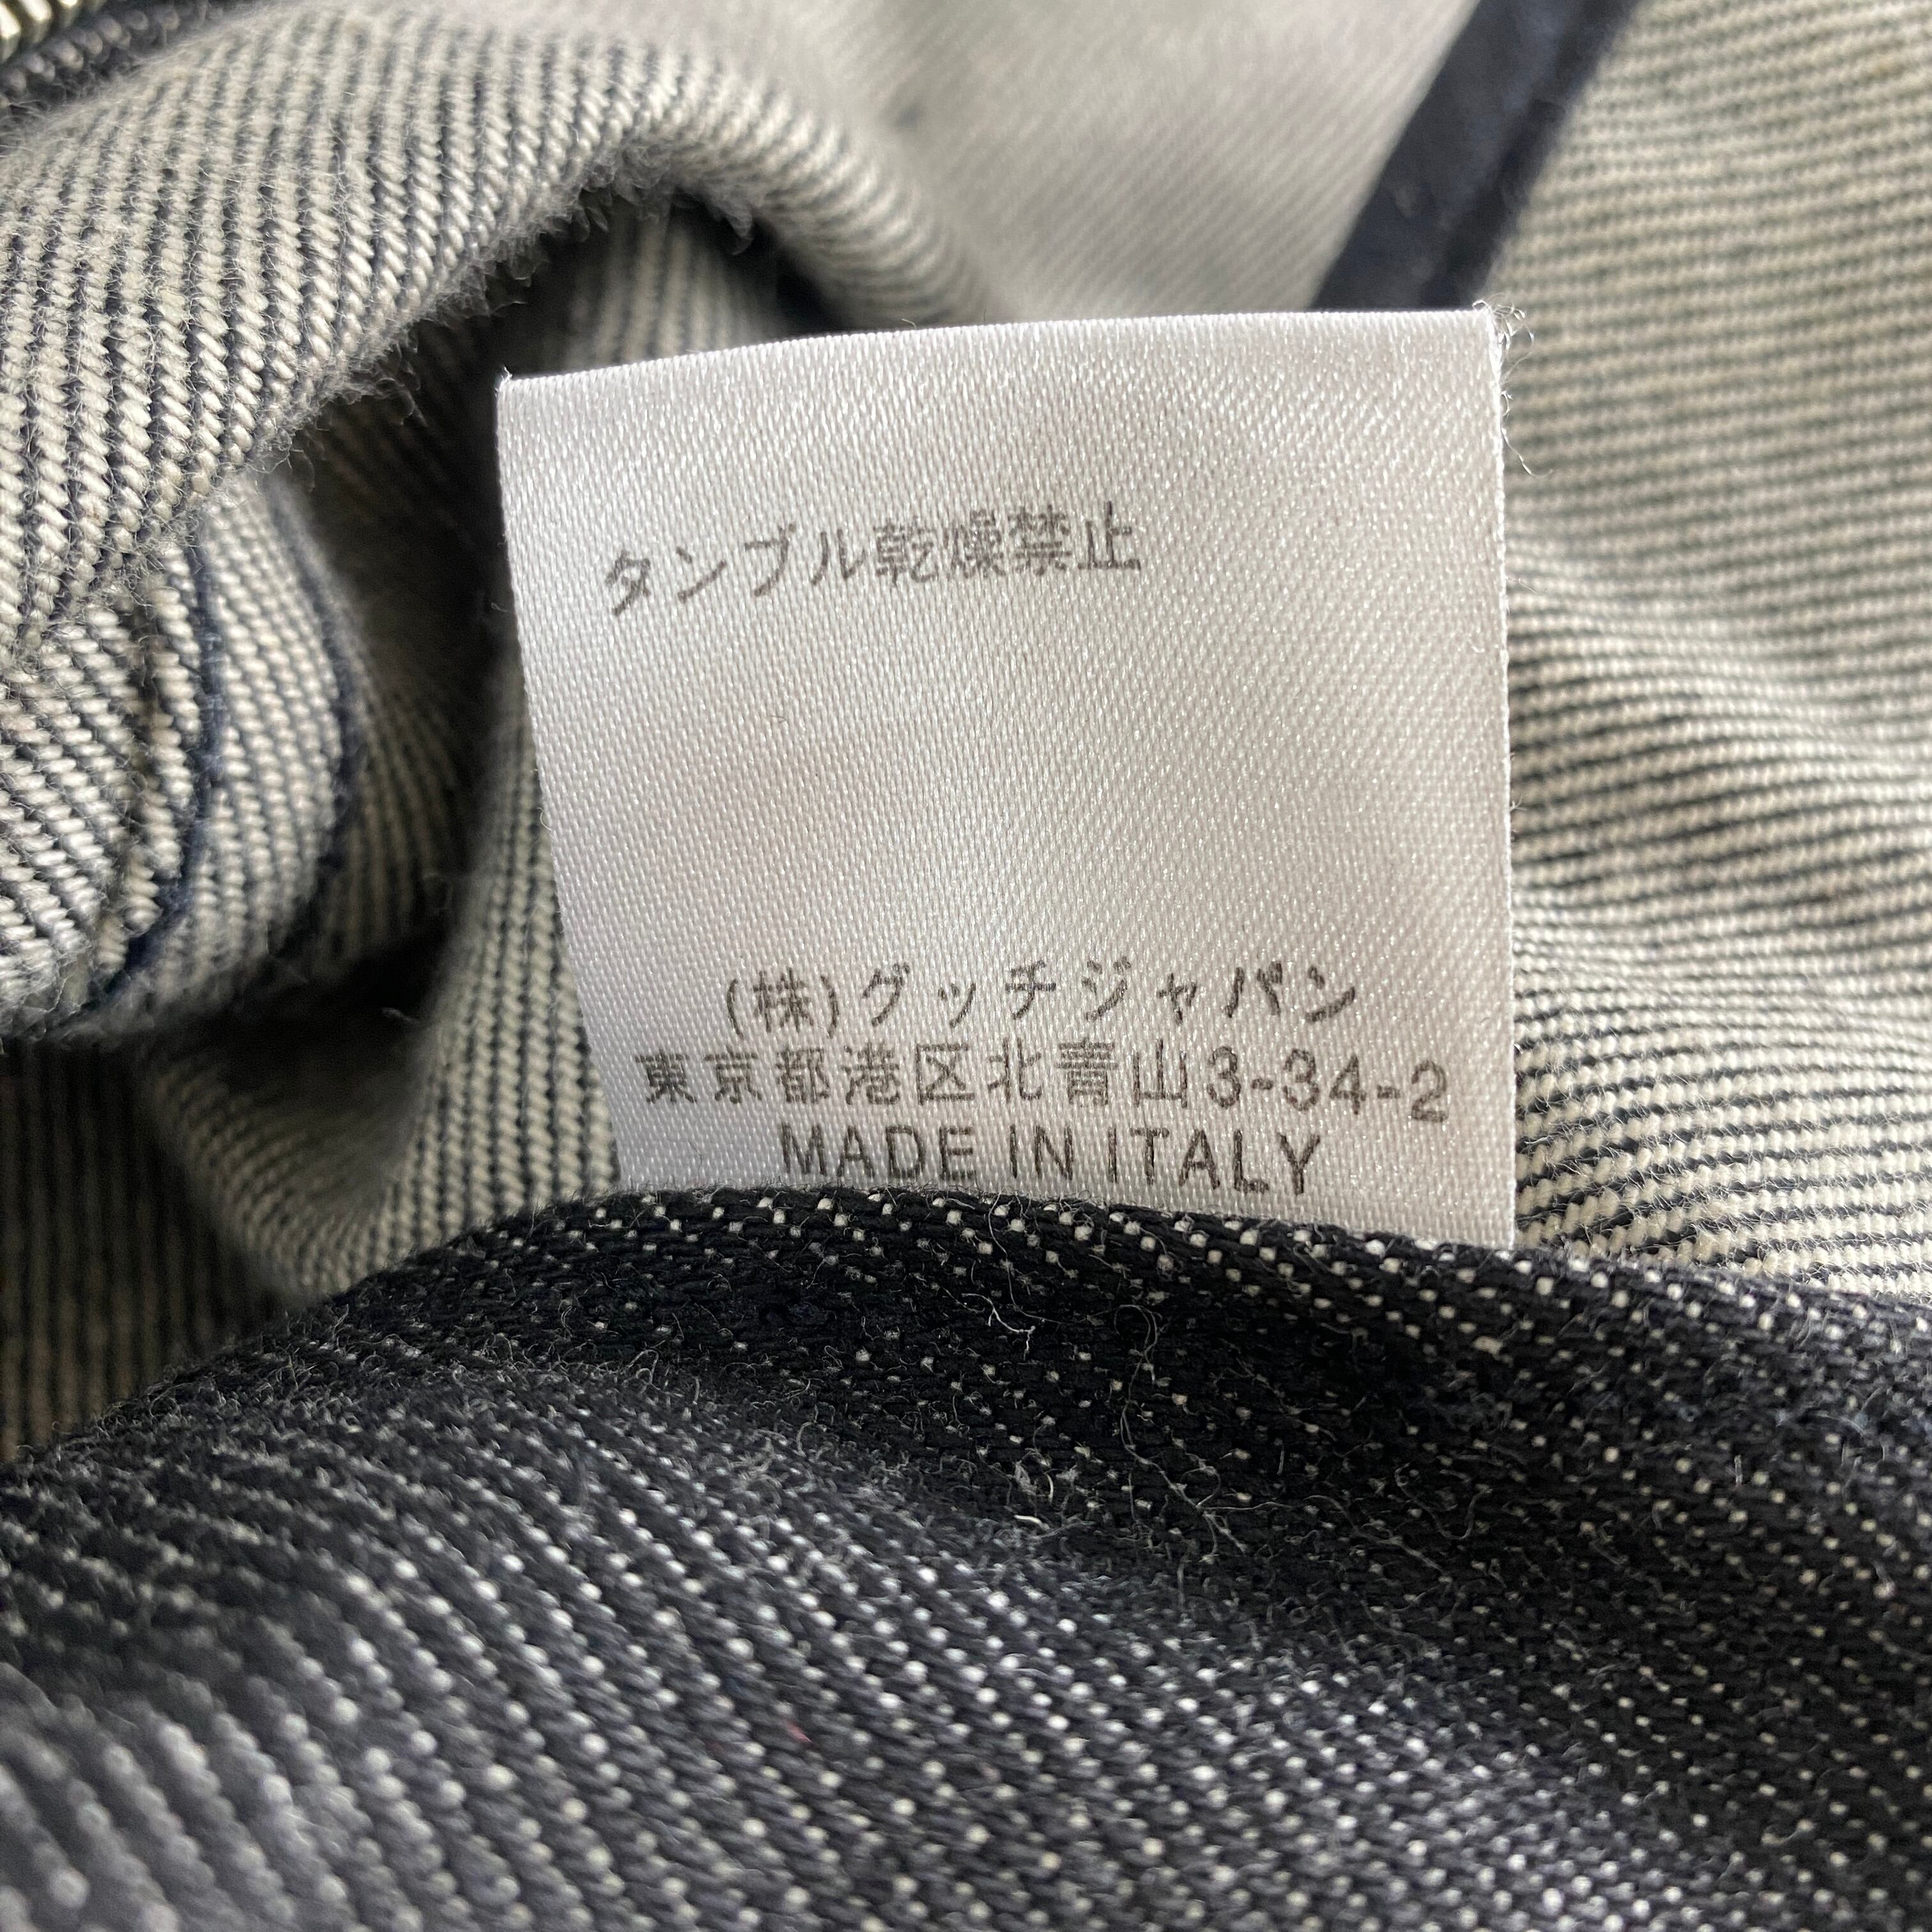 タンブル乾燥禁止
(株)グッチジャパン
東京都港区北青山3-34-2
MADE IN ITALY